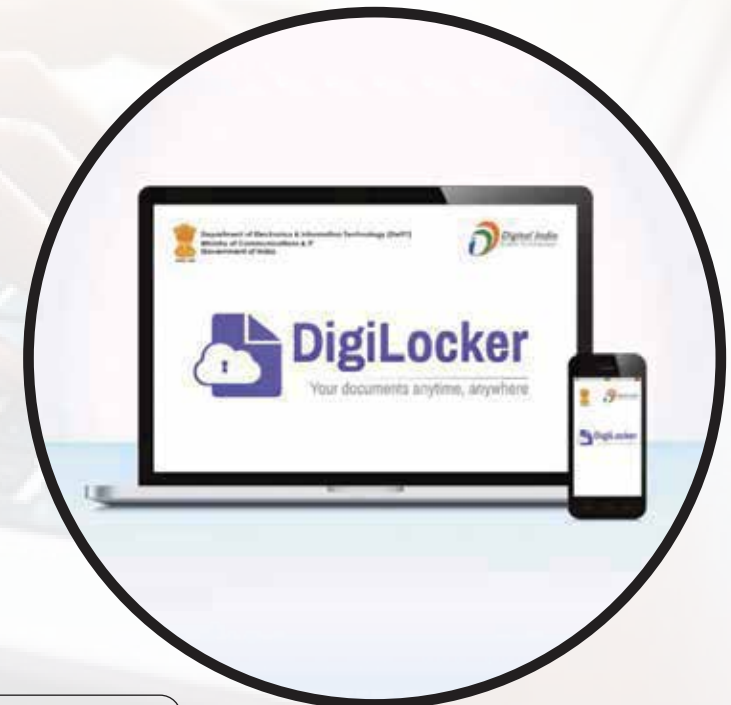 Department of Electronics & Information Technology (DeitY)
Ministry of Communications & IT
Government of India
Digital India
DigiLocker
Your documents anytime, anywhere
DigiLocker